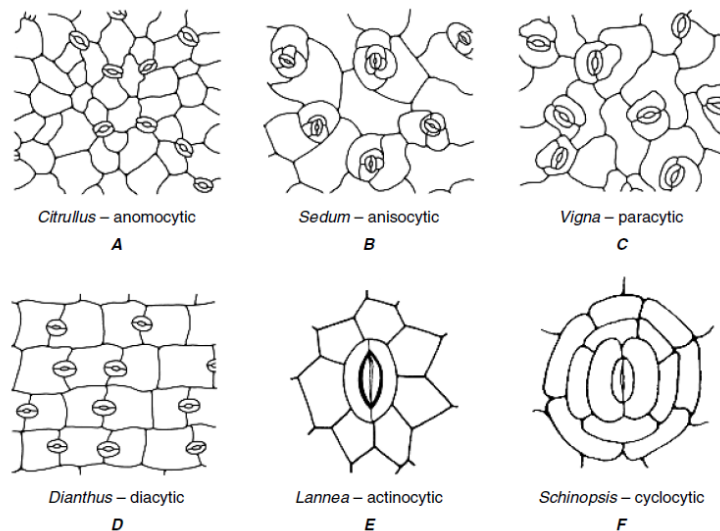 Citrullus – anomocytic
A
Sedum – anisocytic
B
Vigna – paracytic
C
Dianthus – diacytic
D
Lannea – actinocytic
E
Schinopsis – cyclocytic
F